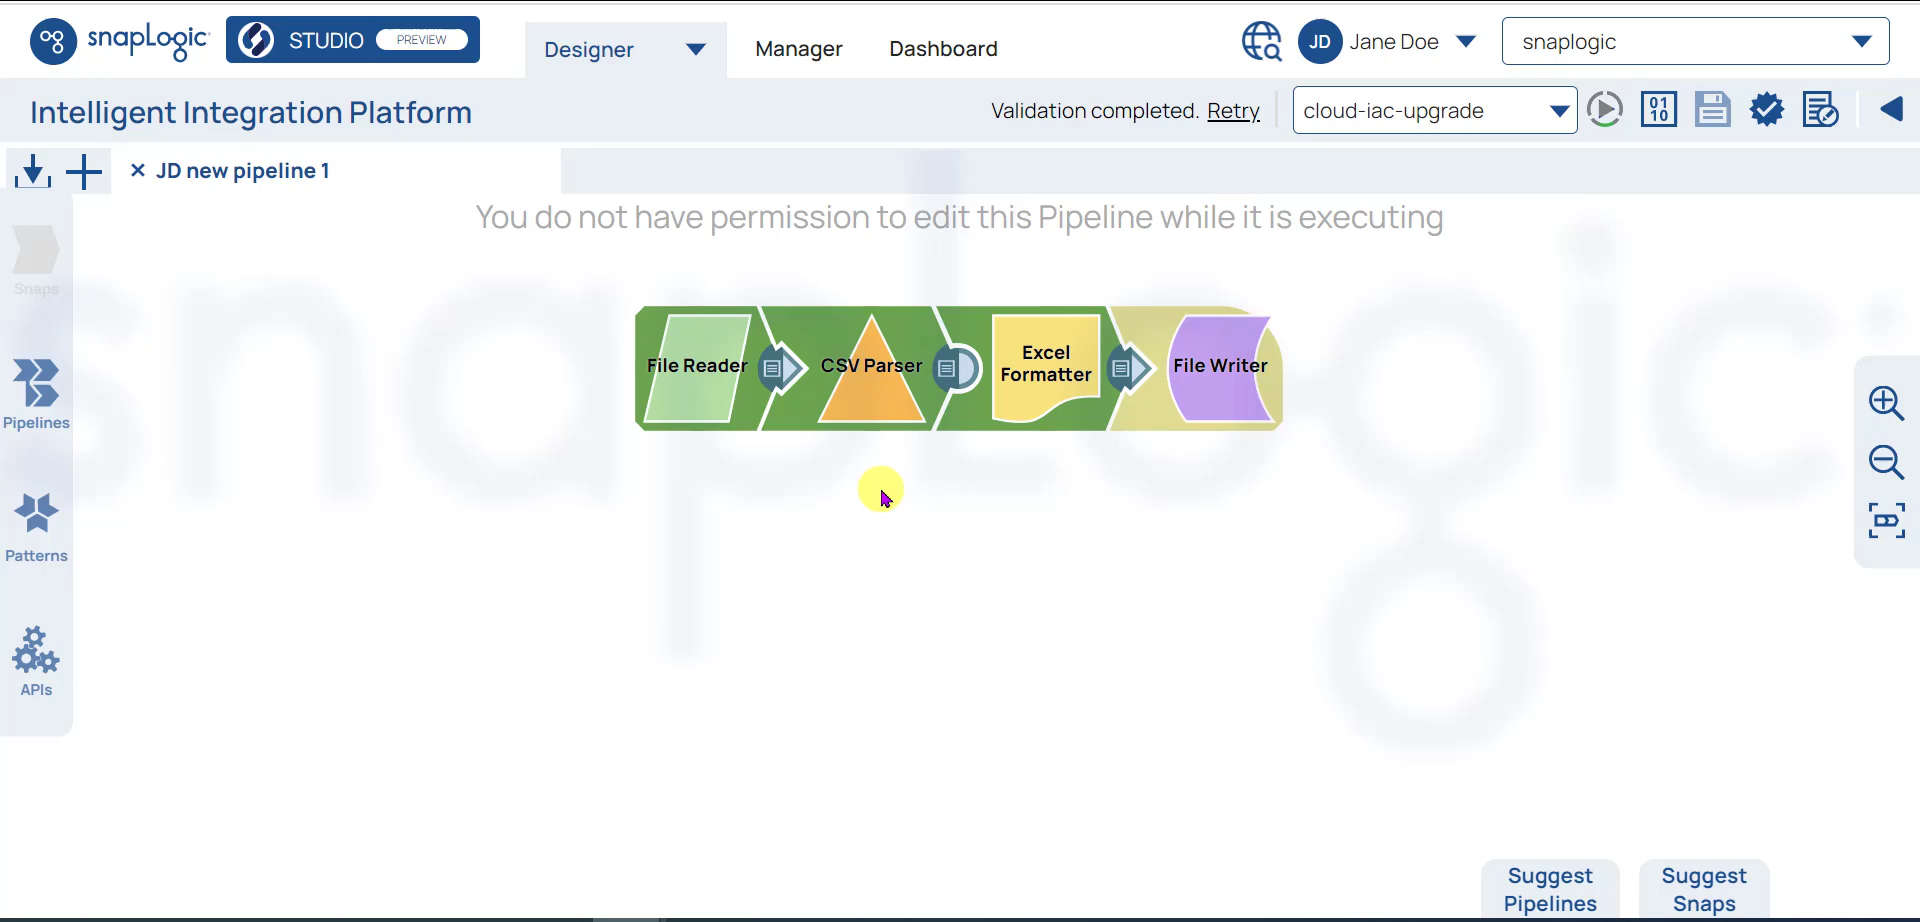 snapLogic
STUDIO PREVIEW
Designer
Manager
Dashboard
JD
Jane Doe
snaplogic
Intelligent Integration Platform
Validation completed. Retry
cloud-iac-upgrade
01
10
× JD new pipeline 1
You do not have permission to edit this Pipeline while it is executing
Snaps
Pipelines
Patterns
APIs
File Reader
CSV Parser
Excel
Formatter
File Writer
snapLogic
Suggest
Pipelines
Suggest
Snaps